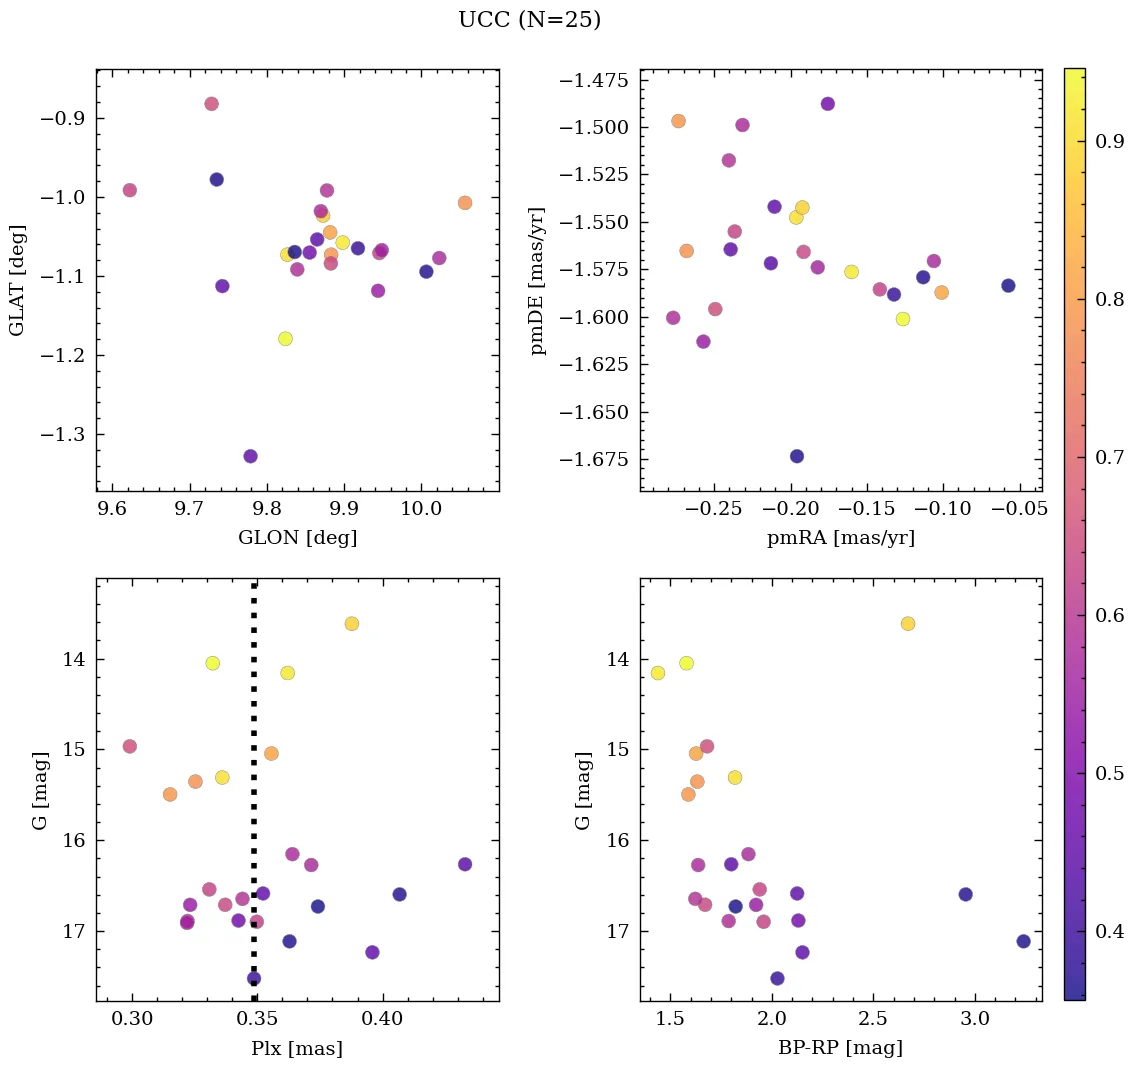 UCC (N=25)
−0.9
−1.0
−1.1
−1.2
−1.3
GLAT [deg]
9.6 9.7 9.8 9.9 10.0
GLON [deg]
−1.475
−1.500
−1.525
−1.550
−1.575
−1.600
−1.625
−1.650
−1.675
pmDE [mas/yr]
−0.25 −0.20 −0.15 −0.10 −0.05
pmRA [mas/yr]
14
15
16
17
G [mag]
0.30 0.35 0.40
Plx [mas]
14
15
16
17
G [mag]
1.5 2.0 2.5 3.0
BP-RP [mag]
0.9
0.8
0.7
0.6
0.5
0.4